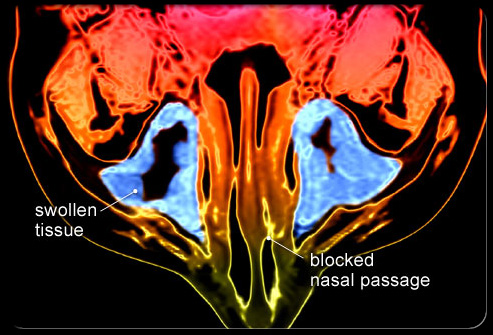 swollen
tissue
blocked
nasal passage